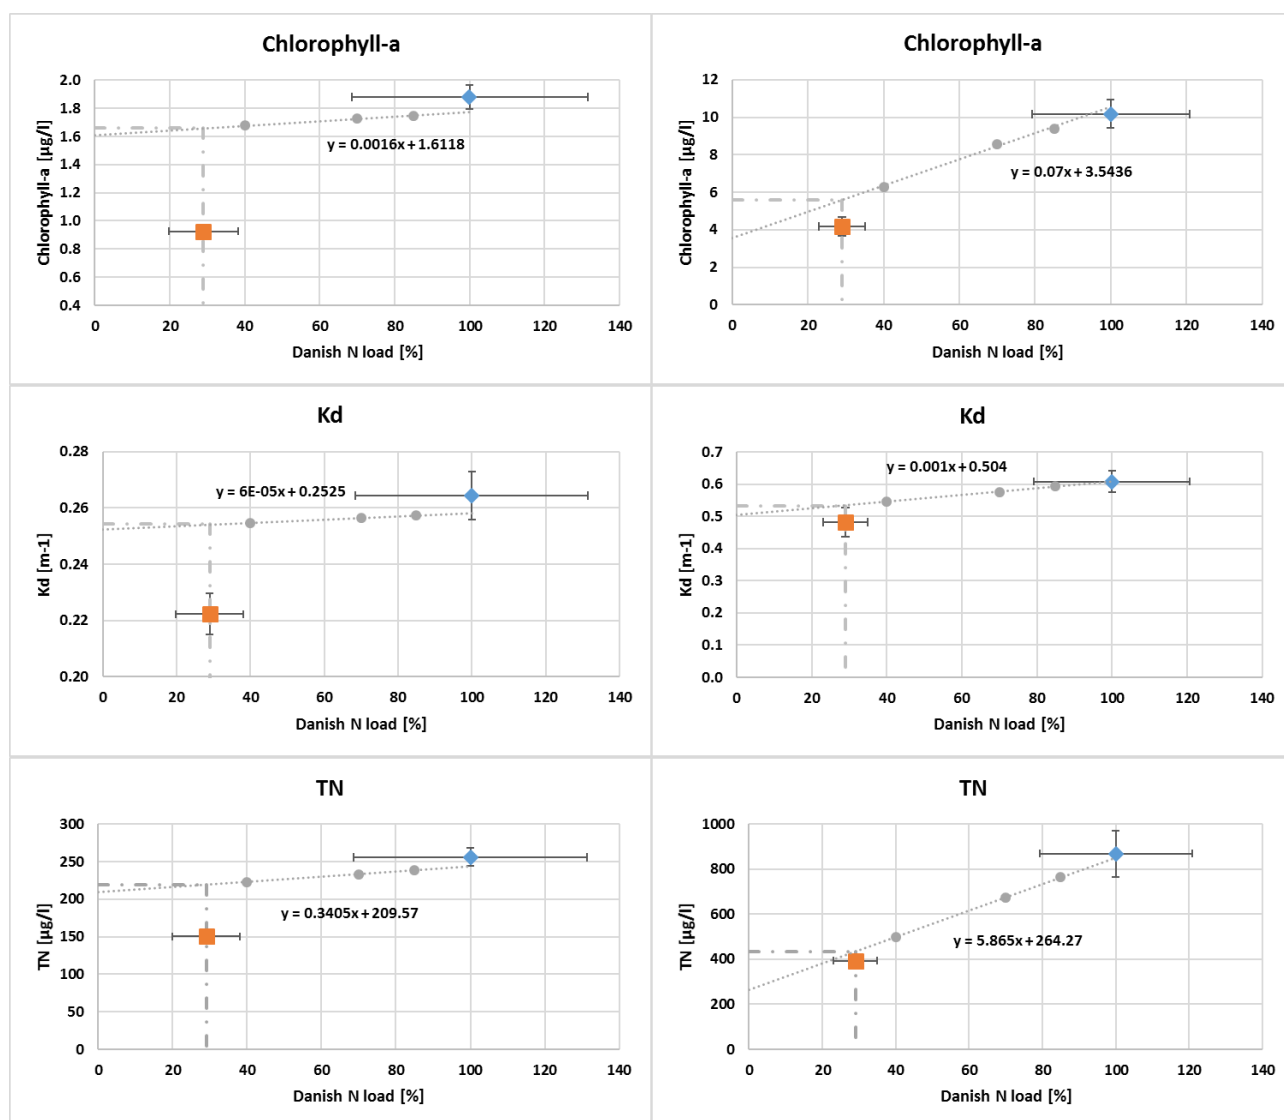 Chlorophyll-a
Chlorophyll-a [µg/l]
2.0
1.8
1.6
1.4
1.2
1.0
0.8
0.6
0.4
y = 0.0016x + 1.6118
0 20 40 60 80 100 120 140
Danish N load [%]
Chlorophyll-a
Chlorophyll-a [µg/l]
12
10
8
6
4
2
0
y = 0.07x + 3.5436
0 20 40 60 80 100 120 140
Danish N load [%]
Kd
Kd [m-1]
0.28
0.26
0.24
0.22
0.20
y = 6E-05x + 0.2525
0 20 40 60 80 100 120 140
Danish N load [%]
Kd
Kd [m-1]
0.7
0.6
0.5
0.4
0.3
0.2
0.1
0.0
y = 0.001x + 0.504
0 20 40 60 80 100 120 140
Danish N load [%]
TN
TN [µg/l]
300
250
200
150
100
50
0
y = 0.3405x + 209.57
0 20 40 60 80 100 120 140
Danish N load [%]
TN
TN [µg/l]
1000
800
600
400
200
0
y = 5.865x + 264.27
0 20 40 60 80 100 120 140
Danish N load [%]